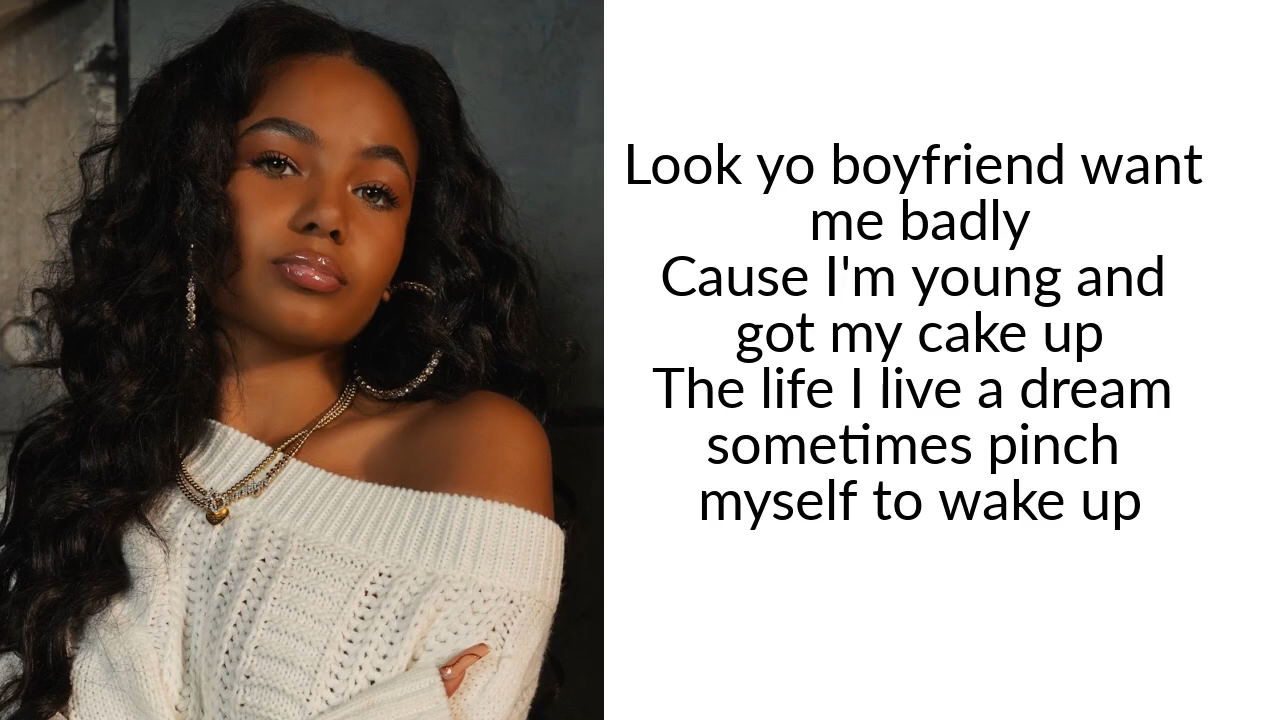 Look yo boyfriend want
me badly
Cause I'm young and
got my cake up
The life I live a dream
sometimes pinch
myself to wake up